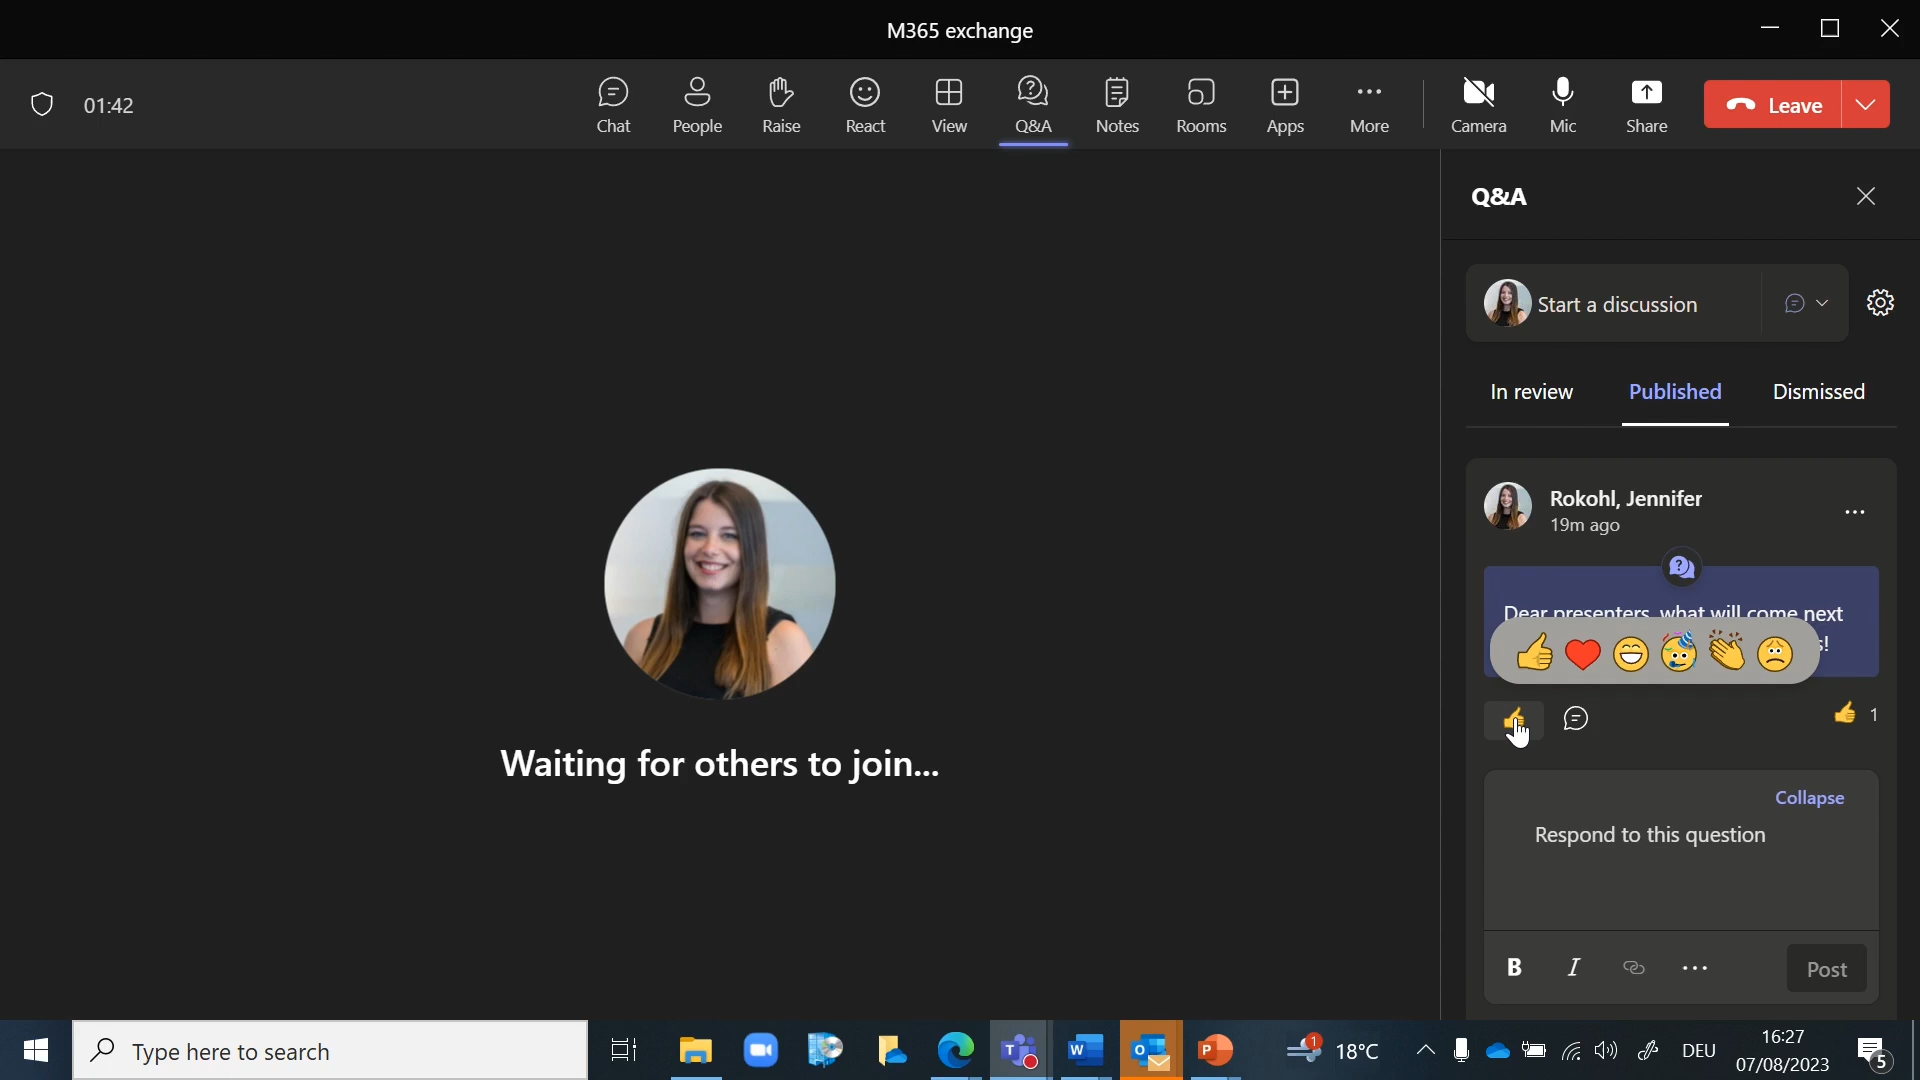 M365 exchange
01:42
Chat
People
Raise
React
View
Q&A
Notes
Rooms
Apps
More
Camera
Mic
Share
Leave
Q&A
Start a discussion
In review
Published
Dismissed
Rokohl, Jennifer
19m ago
Dear presenters, what will come next
s!
1
Collapse
Respond to this question
B
I
Post
Waiting for others to join...
Type here to search
1
18°C
DEU
16:27
07/08/2023
5